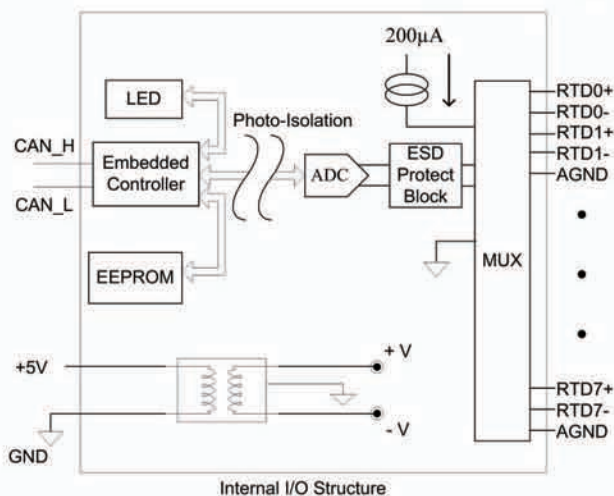 200µA
LED
RTD0+
RTD0-
RTD1+
RTD1-
AGND
CAN_H
CAN_L
Embedded
Controller
Photo-Isolation
ADC
ESD
Protect
Block
MUX
EEPROM
+5V
GND
+ V
- V
RTD7+
RTD7-
AGND
Internal I/O Structure